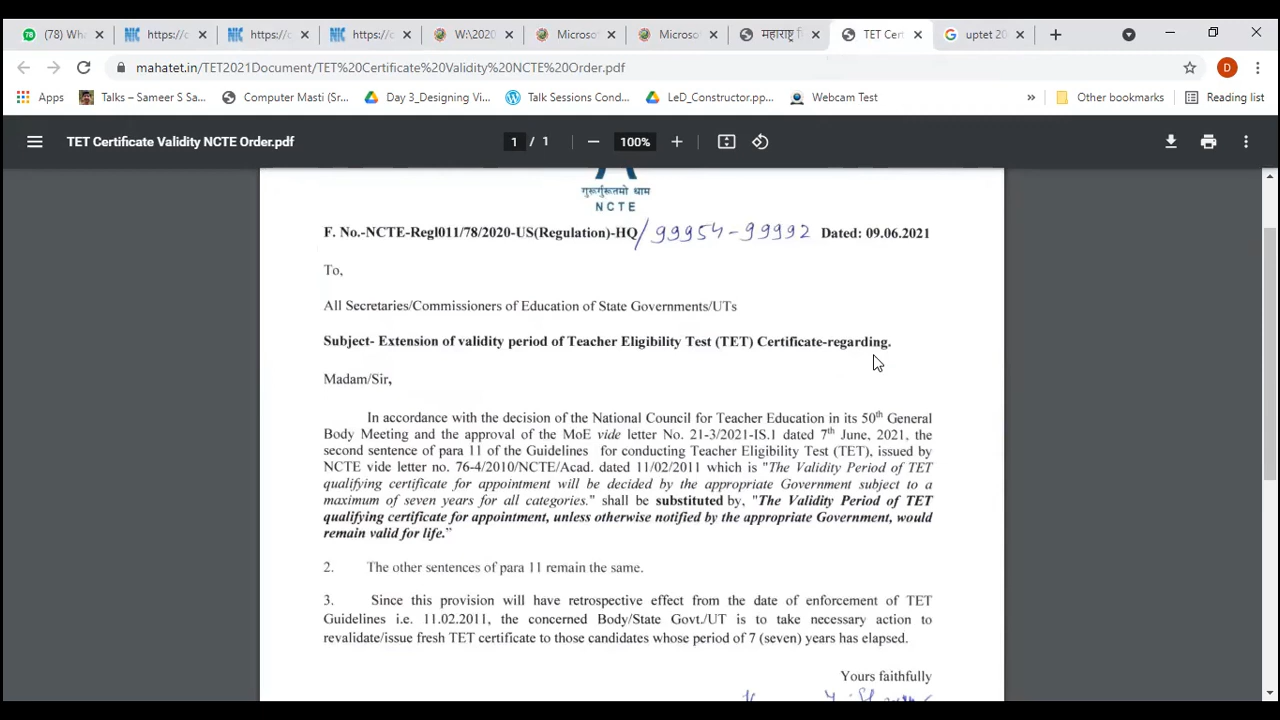 (78) Wha
https://c
https://c
https://c
W:\2020
Microso
Microso
महाराष्ट्र
TET Cert
uptet 20
mahatet.in/TET2021Document/TET%20Certificate%20Validity%20NCTE%20Order.pdf
D
Apps
Talks – Sameer S Sa...
Computer Masti (Sr...
Day 3_Designing Vi...
Talk Sessions Cond...
LeD_Constructor.pp...
Webcam Test
»
Other bookmarks
Reading list
TET Certificate Validity NCTE Order.pdf
1 / 1
100%
गुरुर्गुरुतमो धाम
NCTE
F. No.-NCTE-Regl011/78/2020-US(Regulation)-HQ/99954-99992 Dated: 09.06.2021
To,
All Secretaries/Commissioners of Education of State Governments/UTs
Subject- Extension of validity period of Teacher Eligibility Test (TET) Certificate-regarding.
Madam/Sir,
In accordance with the decision of the National Council for Teacher Education in its 50th General
Body Meeting and the approval of the MoE vide letter No. 21-3/2021-IS.1 dated 7th June, 2021, the
second sentence of para 11 of the Guidelines for conducting Teacher Eligibility Test (TET), issued by
NCTE vide letter no. 76-4/2010/NCTE/Acad. dated 11/02/2011 which is "The Validity Period of TET
qualifying certificate for appointment will be decided by the appropriate Government subject to a
maximum of seven years for all categories." shall be substituted by, "The Validity Period of TET
qualifying certificate for appointment, unless otherwise notified by the appropriate Government, would
remain valid for life."
2. The other sentences of para 11 remain the same.
3. Since this provision will have retrospective effect from the date of enforcement of TET
Guidelines i.e. 11.02.2011, the concerned Body/State Govt./UT is to take necessary action to
revalidate/issue fresh TET certificate to those candidates whose period of 7 (seven) years has elapsed.
Yours faithfully